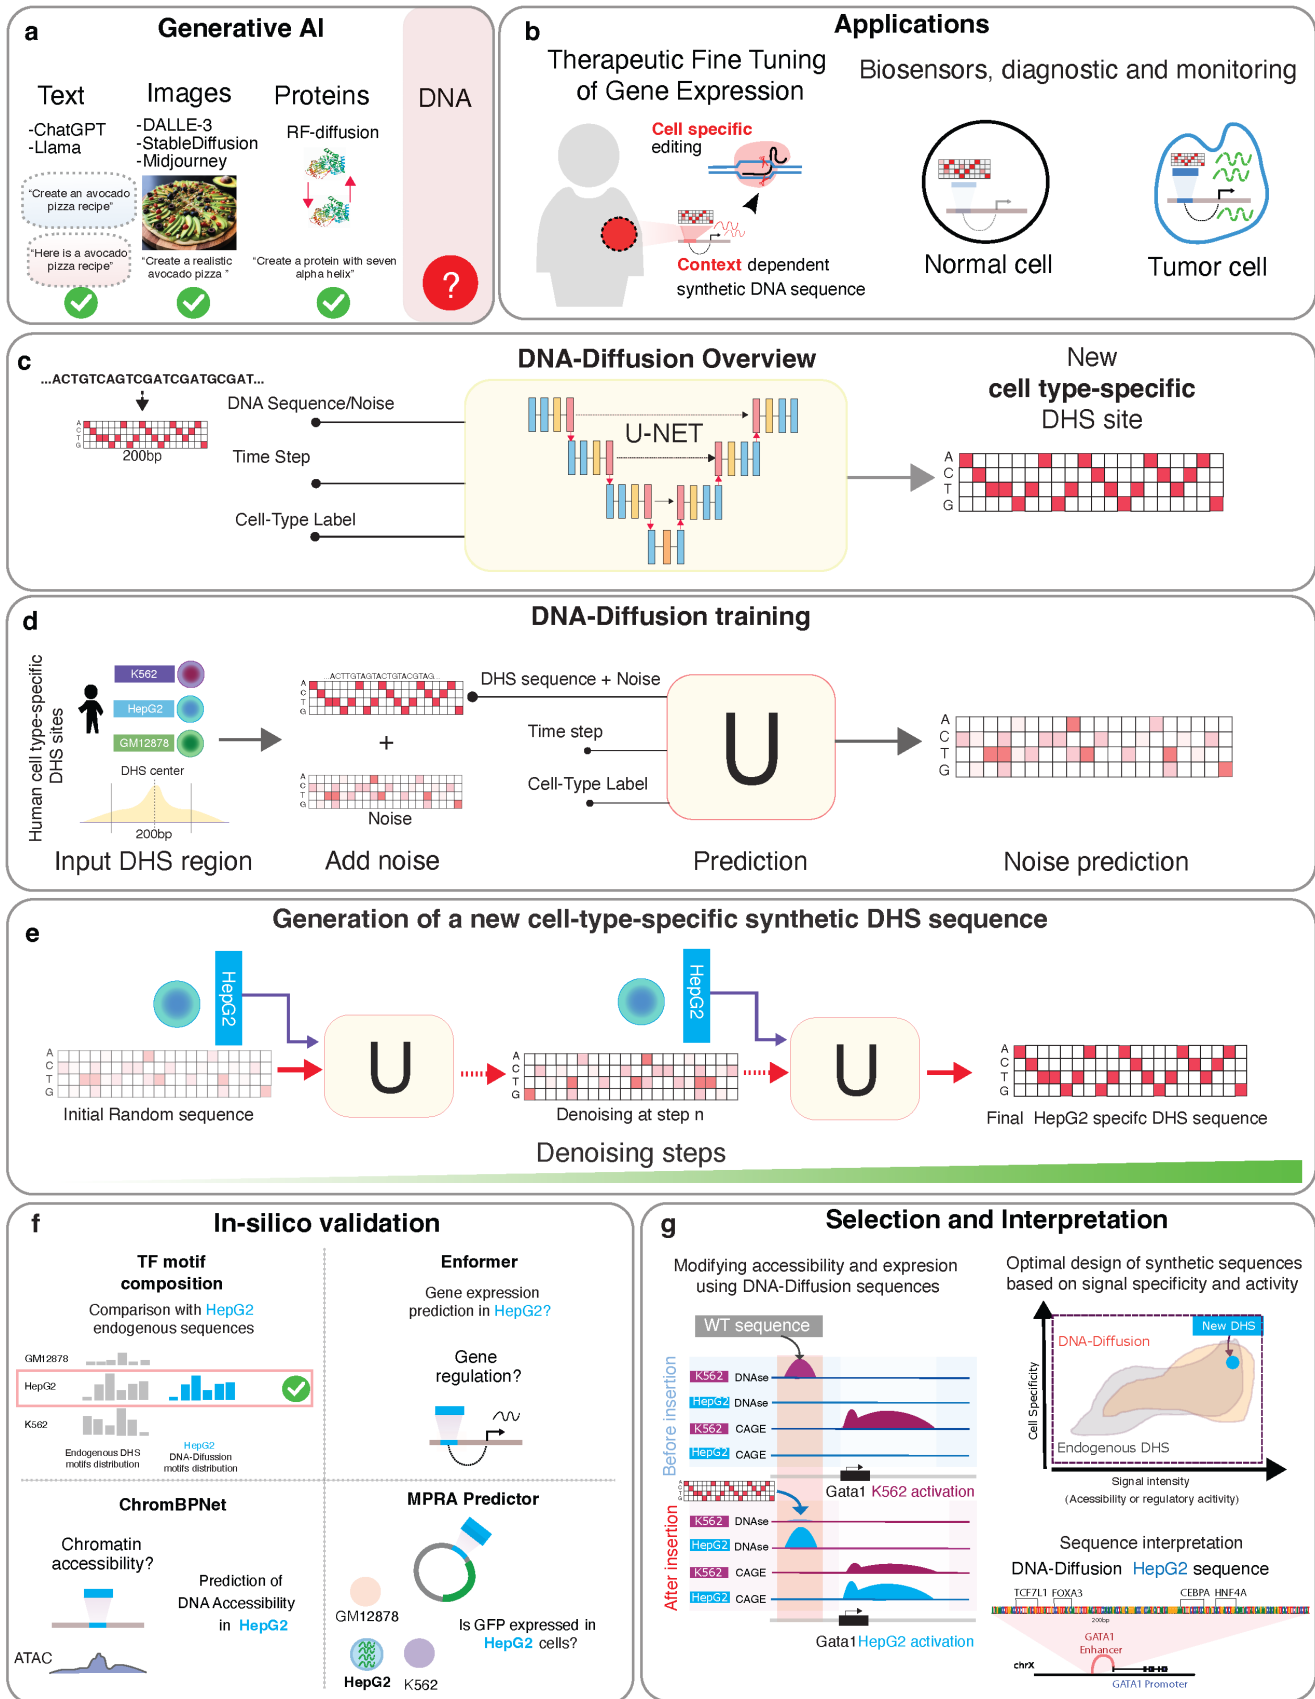 a
Generative AI
Text
-ChatGPT
-Llama
"Create an avocado
pizza recipe"
"Here is a avocado
pizza recipe"
Images
-DALLE-3
-StableDiffusion
-Midjourney
"Create a realistic
avocado pizza "
Proteins
RF-diffusion
"Create a protein with seven
alpha helix"
DNA
?
b
Applications
Therapeutic Fine Tuning
of Gene Expression
Cell specific
editing
Context dependent
synthetic DNA sequence
Biosensors, diagnostic and monitoring
Normal cell
Tumor cell
c
DNA-Diffusion Overview
...ACTGTCAGTCGATCGATGCGAT...
A
C
T
G
200bp
DNA Sequence/Noise
Time Step
Cell-Type Label
U-NET
New
cell type-specific
DHS site
A
C
T
G
d
DNA-Diffusion training
Human cell type-specific
DHS sites
K562
HepG2
GM12878
DHS center
200bp
Input DHS region
...ACTTGTAGTACTGTACGTAG...
A
C
T
G
+
A
C
T
G
Noise
Add noise
DHS sequence + Noise
Time step
Cell-Type Label
U
Prediction
A
C
T
G
Noise prediction
e
Generation of a new cell-type-specific synthetic DHS sequence
HepG2
A
C
T
G
Initial Random sequence
U
HepG2
A
C
T
G
Denoising at step n
U
A
C
T
G
Final HepG2 specifc DHS sequence
Denoising steps
f
In-silico validation
TF motif
composition
Comparison with HepG2
endogenous sequences
GM12878
HepG2
K562
Endogenous DHS
motifs distribution
HepG2
DNA-Difussion
motifs distribution
Enformer
Gene expression
prediction in HepG2?
Gene
regulation?
ChromBPNet
Chromatin
accessibility?
ATAC
Prediction of
DNA Accessibility
in HepG2
MPRA Predictor
GM12878
HepG2
K562
Is GFP expressed in
HepG2 cells?
g
Selection and Interpretation
Modifying accessibility and expresion
using DNA-Diffusion sequences
WT sequence
Before insertion
K562 DNAse
HepG2 DNAse
K562 CAGE
HepG2 CAGE
Gata1 K562 activation
A
C
T
G
After insertion
K562 DNAse
HepG2 DNAse
K562 CAGE
HepG2 CAGE
Gata1 HepG2 activation
Optimal design of synthetic sequences
based on signal specificity and activity
Cell Specificity
New DHS
DNA-Diffusion
Endogenous DHS
Signal intensity
(Acessibility or regulatory acitivity)
Sequence interpretation
DNA-Diffusion HepG2 sequence
TCF7L1 FOXA3 CEBPA HNF4A
200bp
GATA1
Enhancer
chrX
GATA1 Promoter